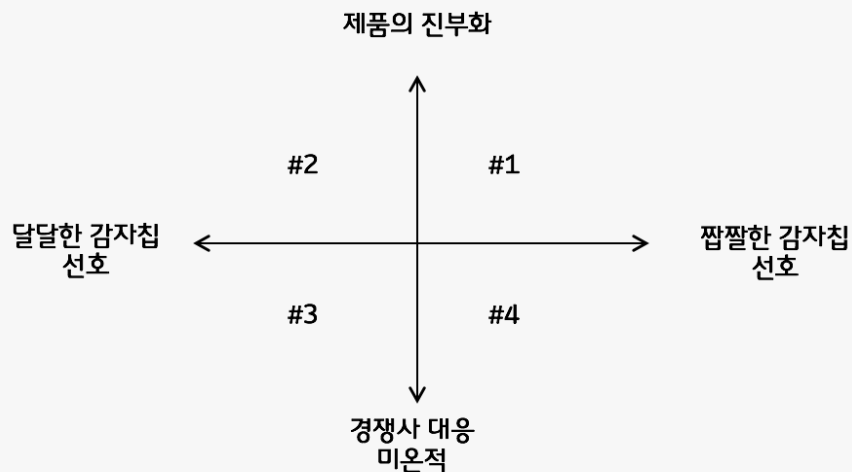 제품의 진부화
#2
#1
달달한 감자칩
선호
짭짤한 감자칩
선호
#3
#4
경쟁사 대응
미온적